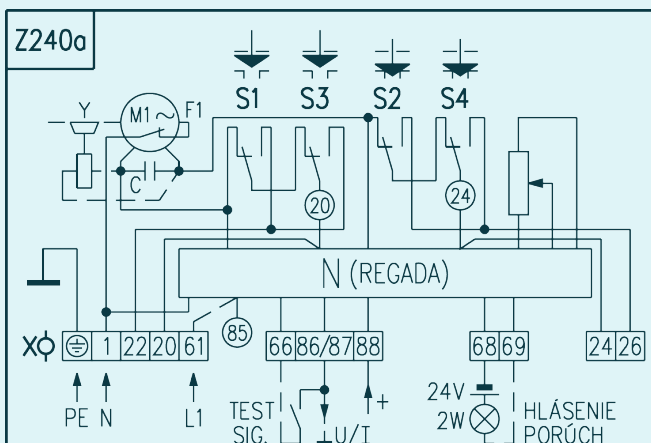 Z240a
S1 S3 S2 S4
Y M1~ F1
C
20 24
N (REGADA)
X 1 22 20 61 85 66 86/87 88 68 69 24 26
PE N L1 TEST + 24V HLÁSENIE
SIG. ⊥U/I 2W PORÚCH